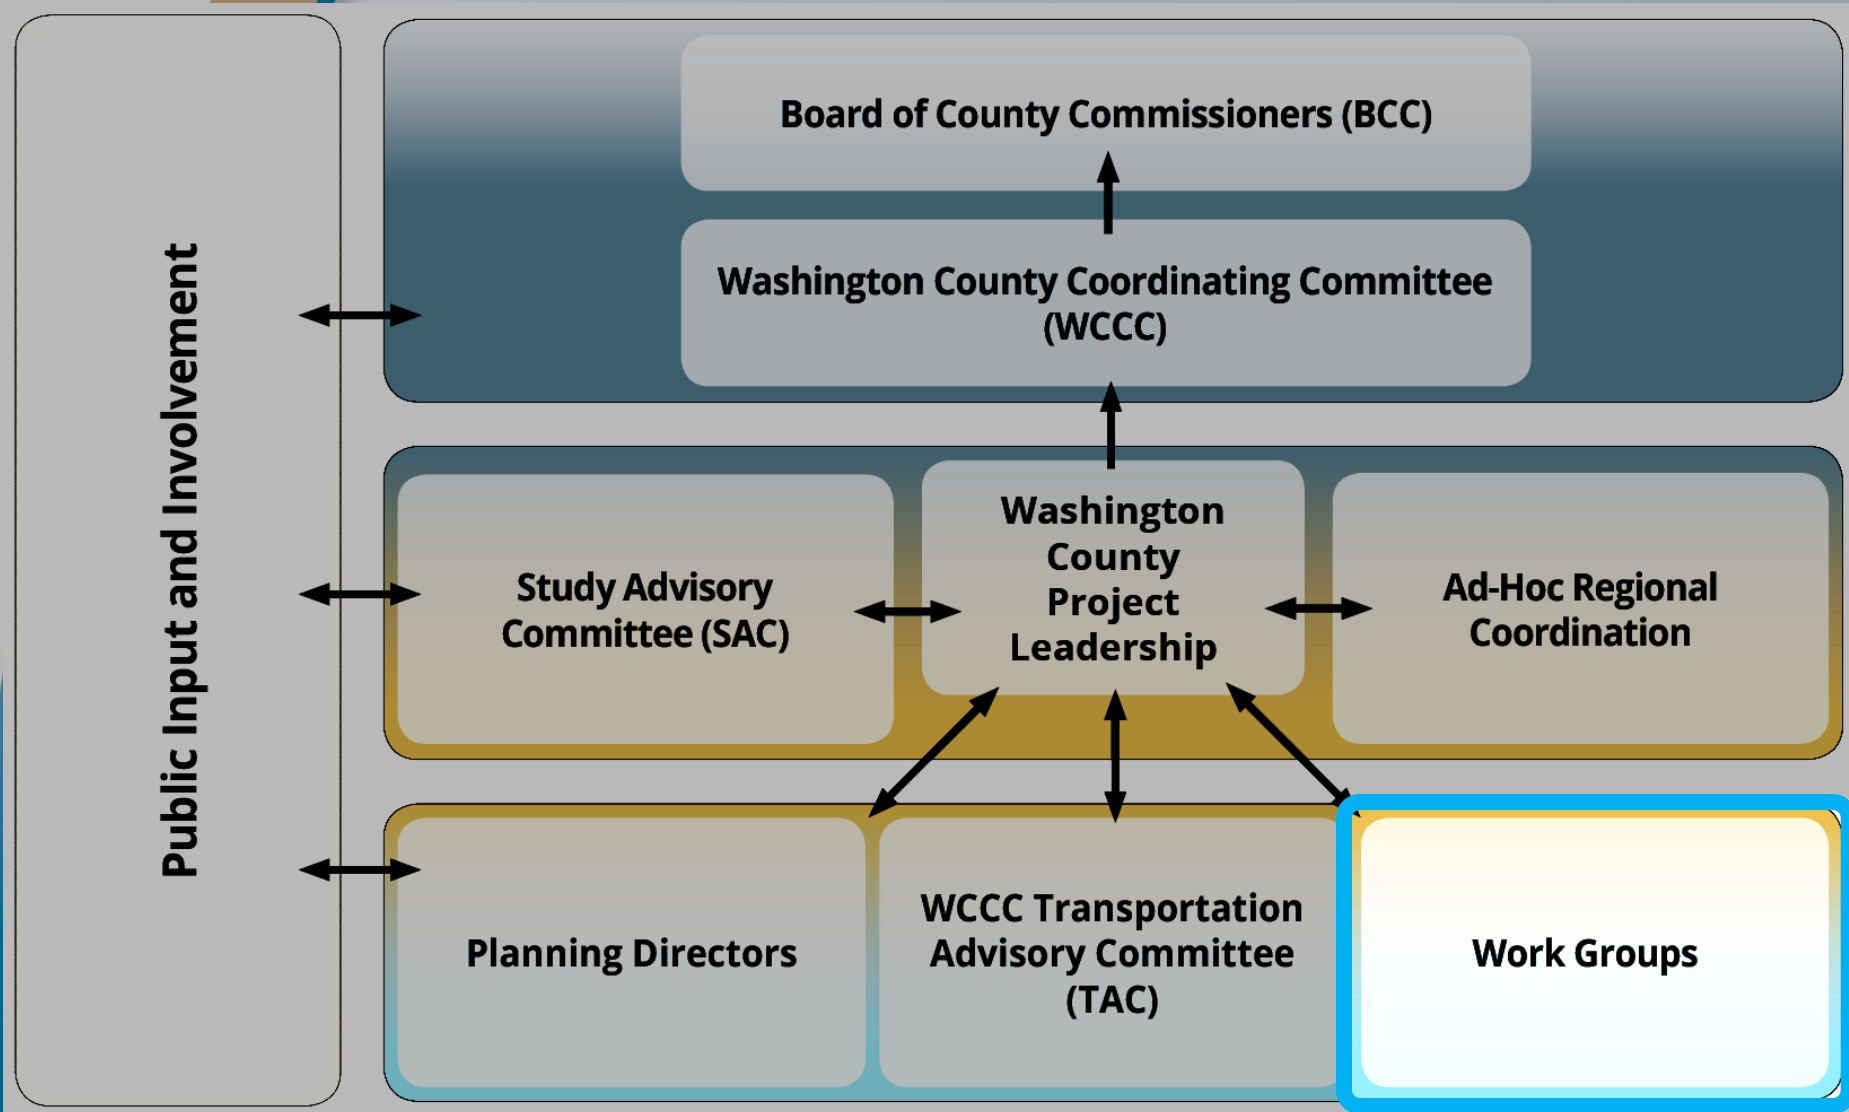 Public Input and Involvement
Board of County Commissioners (BCC)
Washington County Coordinating Committee
(WCCC)
Study Advisory
Committee (SAC)
Washington
County
Project
Leadership
Ad-Hoc Regional
Coordination
Planning Directors
WCCC Transportation
Advisory Committee
(TAC)
Work Groups